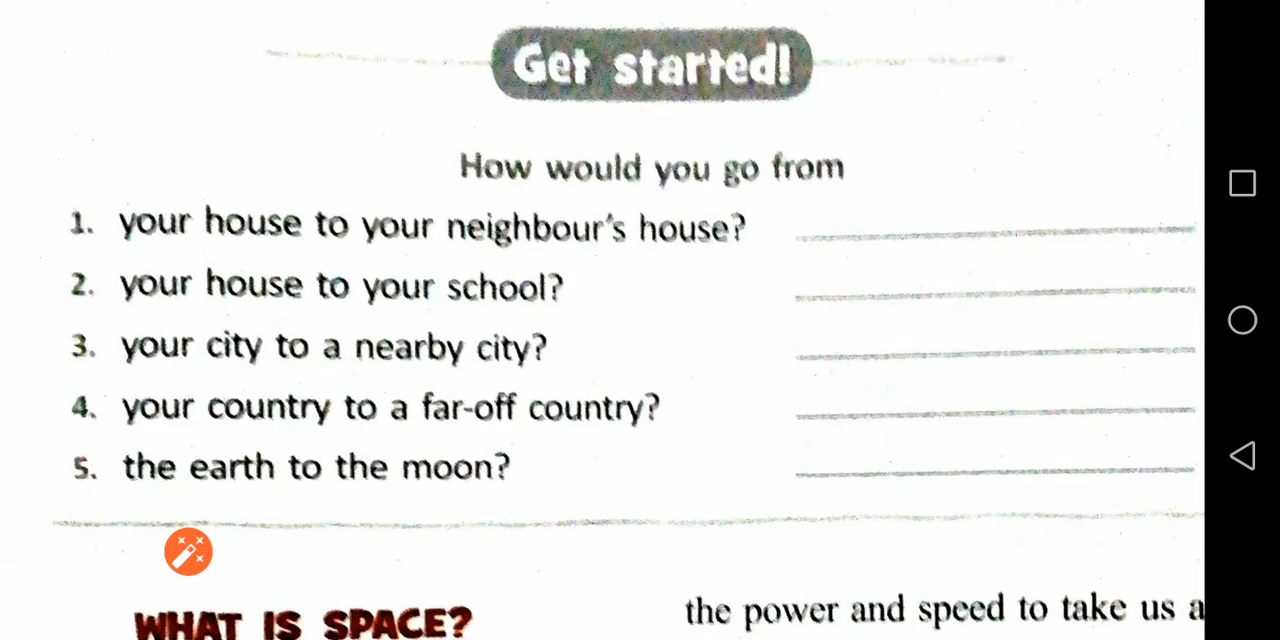 Get started!
How would you go from
1. your house to your neighbour's house?
2. your house to your school?
3. your city to a nearby city?
4. your country to a far-off country?
5. the earth to the moon?
WHAT IS SPACE?
the power and speed to take us a